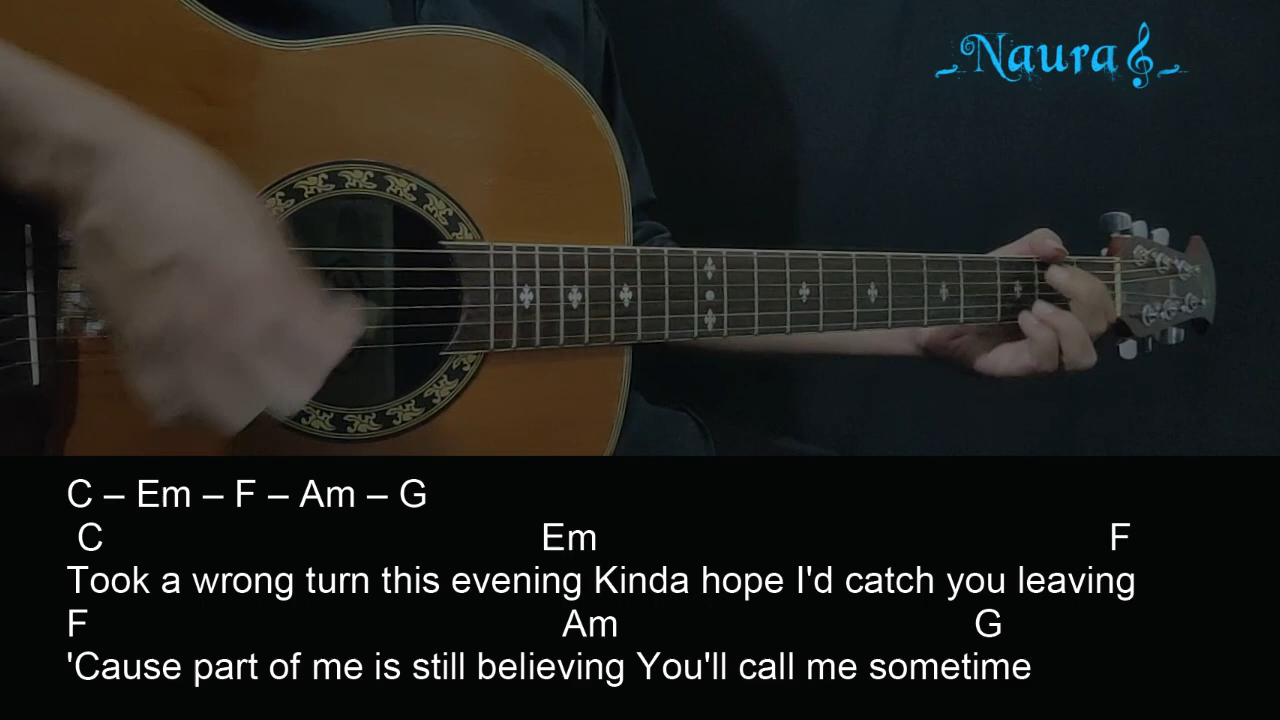 Naura
C – Em – F – Am – G
C Em F
Took a wrong turn this evening Kinda hope I'd catch you leaving
F Am G
'Cause part of me is still believing You'll call me sometime